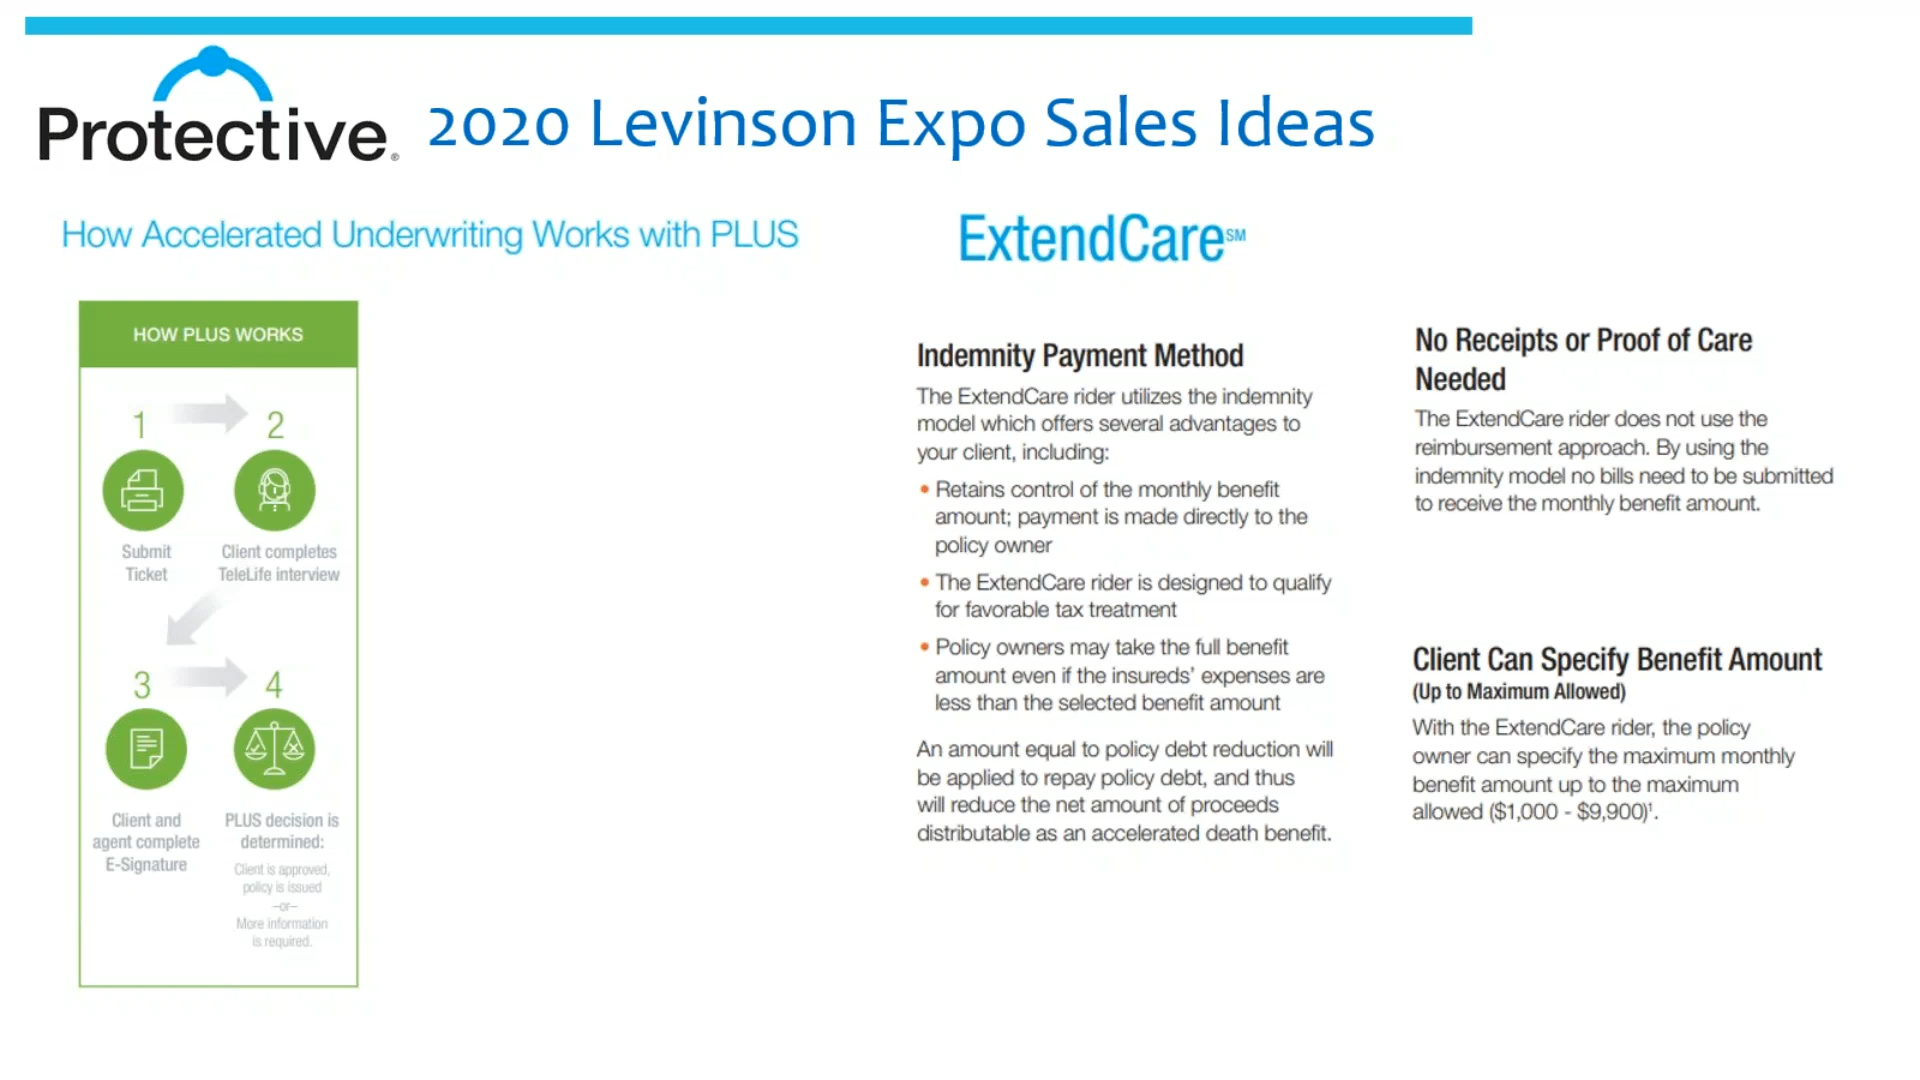 Protective®
2020 Levinson Expo Sales Ideas
How Accelerated Underwriting Works with PLUS
HOW PLUS WORKS
1
2
Submit
Ticket
Client completes
TeleLife interview
3
4
Client and
agent complete
E-Signature
PLUS decision is
determined:
Client is approved,
policy is issued
–or–
More information
is required.
ExtendCare℠
Indemnity Payment Method
The ExtendCare rider utilizes the indemnity
model which offers several advantages to
your client, including:
• Retains control of the monthly benefit
amount; payment is made directly to the
policy owner
• The ExtendCare rider is designed to qualify
for favorable tax treatment
• Policy owners may take the full benefit
amount even if the insureds’ expenses are
less than the selected benefit amount
An amount equal to policy debt reduction will
be applied to repay policy debt, and thus
will reduce the net amount of proceeds
distributable as an accelerated death benefit.
No Receipts or Proof of Care
Needed
The ExtendCare rider does not use the
reimbursement approach. By using the
indemnity model no bills need to be submitted
to receive the monthly benefit amount.
Client Can Specify Benefit Amount
(Up to Maximum Allowed)
With the ExtendCare rider, the policy
owner can specify the maximum monthly
benefit amount up to the maximum
allowed ($1,000 - $9,900)¹.